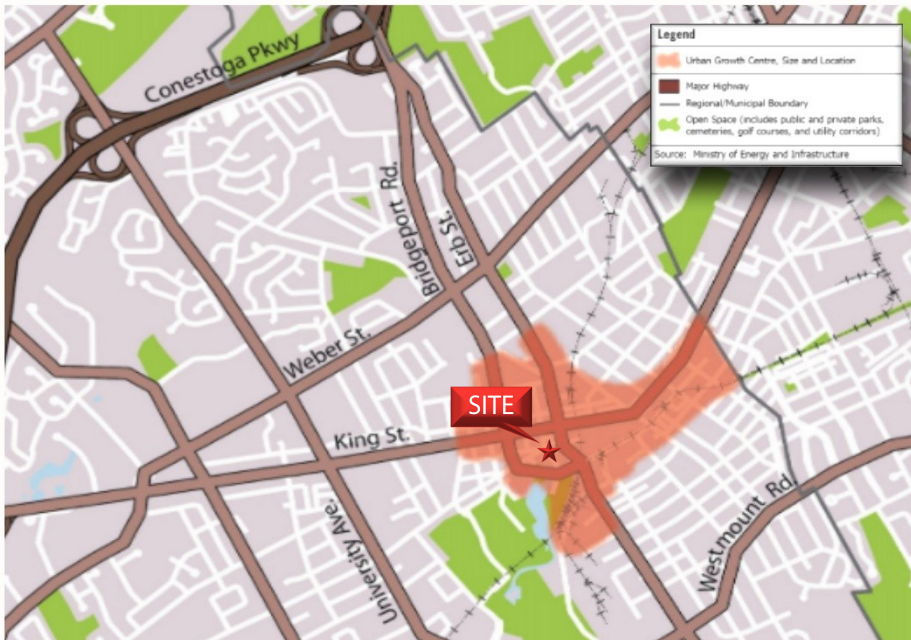 Legend
Urban Growth Centre, Size and Location
Major Highway
Regional/Municipal Boundary
Open Space (includes public and private parks,
cemeteries, golf courses, and utility corridors)
Source: Ministry of Energy and Infrastructure
Conestoga Pkwy
Bridgeport Rd.
Erb St.
Weber St.
SITE
King St.
University Ave.
Westmount Rd.